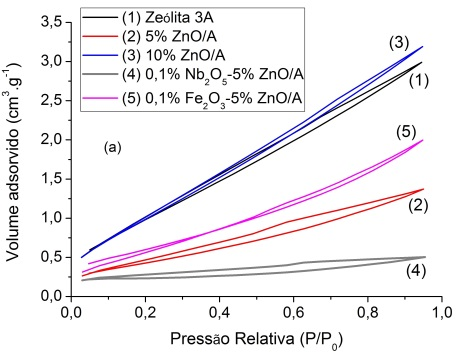 (1) Zeólita 3A
(2) 5% ZnO/A
(3) 10% ZnO/A
(4) 0,1% Nb₂O₅-5% ZnO/A
(5) 0,1% Fe₂O₃-5% ZnO/A
(a)
(3)
(1)
(5)
(2)
(4)
Volume adsorvido (cm³.g⁻¹)
3,5
3,0
2,5
2,0
1,5
1,0
0,5
0,0
0,0 0,2 0,4 0,6 0,8 1,0
Pressão Relativa (P/P₀)